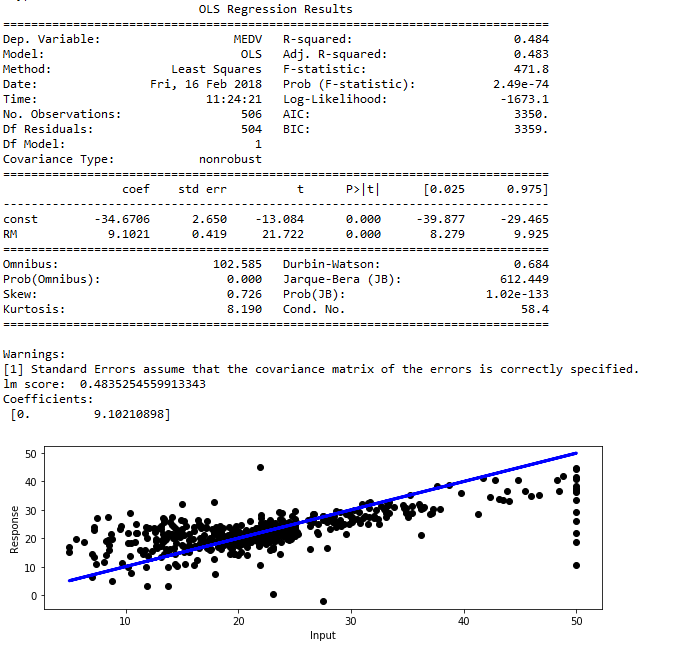 OLS Regression Results
==============================================================================
Dep. Variable: MEDV R-squared: 0.484
Model: OLS Adj. R-squared: 0.483
Method: Least Squares F-statistic: 471.8
Date: Fri, 16 Feb 2018 Prob (F-statistic): 2.49e-74
Time: 11:24:21 Log-Likelihood: -1673.1
No. Observations: 506 AIC: 3350.
Df Residuals: 504 BIC: 3359.
Df Model: 1
Covariance Type: nonrobust
==============================================================================
coef std err t P>|t| [0.025 0.975]
------------------------------------------------------------------------------
const -34.6706 2.650 -13.084 0.000 -39.877 -29.465
RM 9.1021 0.419 21.722 0.000 8.279 9.925
==============================================================================
Omnibus: 102.585 Durbin-Watson: 0.684
Prob(Omnibus): 0.000 Jarque-Bera (JB): 612.449
Skew: 0.726 Prob(JB): 1.02e-133
Kurtosis: 8.190 Cond. No. 58.4
==============================================================================
Warnings:
[1] Standard Errors assume that the covariance matrix of the errors is correctly specified.
lm score: 0.4835254559913343
Coefficients:
[0. 9.10210898]
50
40
30
20
10
0
Response
10 20 30 40 50
Input